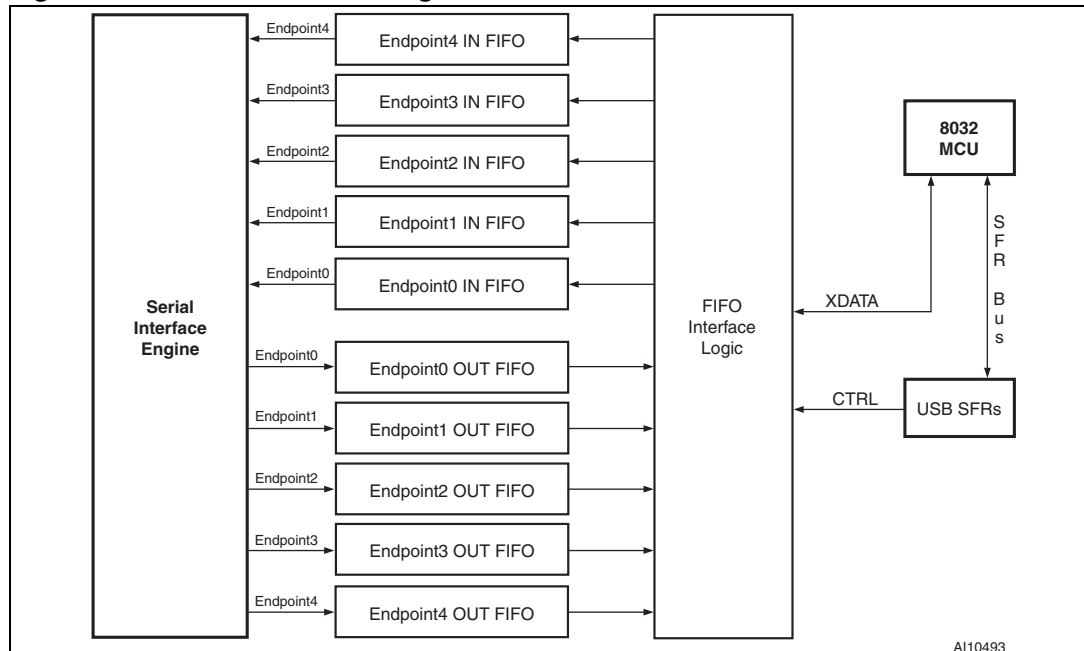 Endpoint4
Endpoint4 IN FIFO
Endpoint3
Endpoint3 IN FIFO
Endpoint2
Endpoint2 IN FIFO
Endpoint1
Endpoint1 IN FIFO
Endpoint0
Endpoint0 IN FIFO
Serial
Interface
Engine
Endpoint0
Endpoint0 OUT FIFO
Endpoint1
Endpoint1 OUT FIFO
Endpoint2
Endpoint2 OUT FIFO
Endpoint3
Endpoint3 OUT FIFO
Endpoint4
Endpoint4 OUT FIFO
FIFO
Interface
Logic
XDATA
CTRL
8032
MCU
SFR Bus
USB SFRs
AI10493